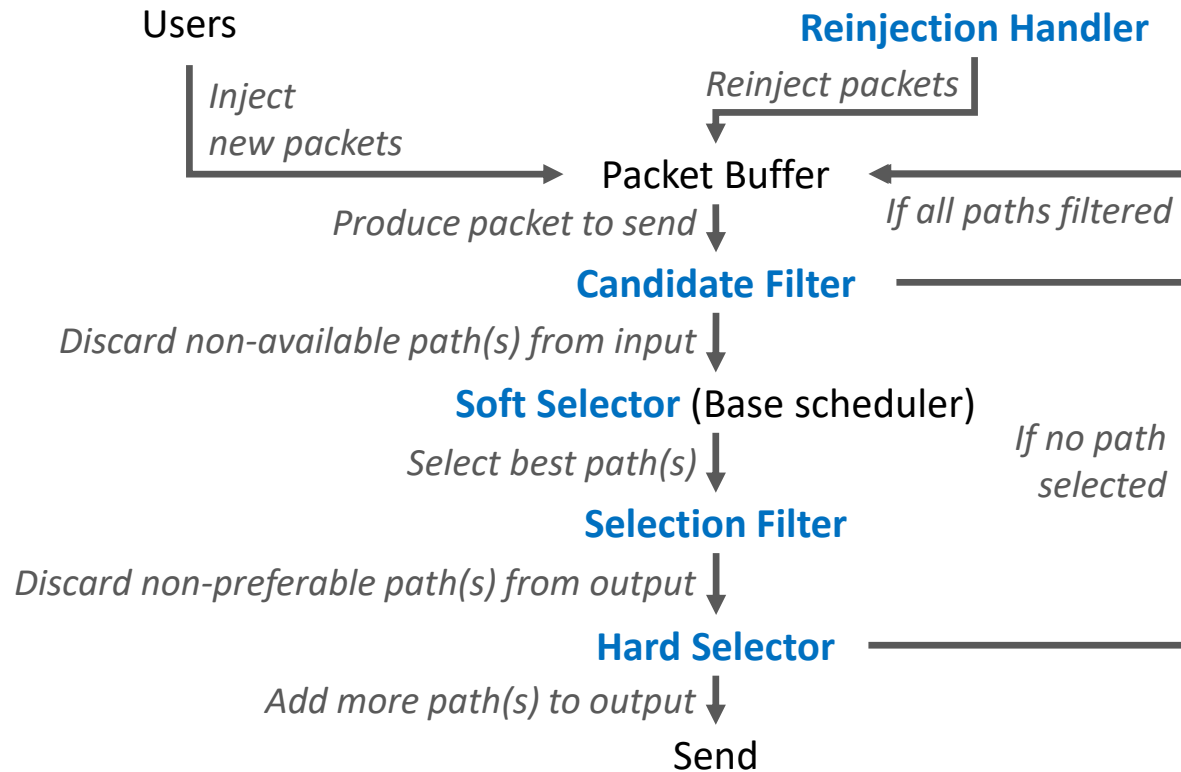 Users
Reinjection Handler
Inject
new packets
Reinject packets
Packet Buffer
Produce packet to send
If all paths filtered
Candidate Filter
Discard non-available path(s) from input
Soft Selector (Base scheduler)
Select best path(s)
If no path
selected
Selection Filter
Discard non-preferable path(s) from output
Hard Selector
Add more path(s) to output
Send